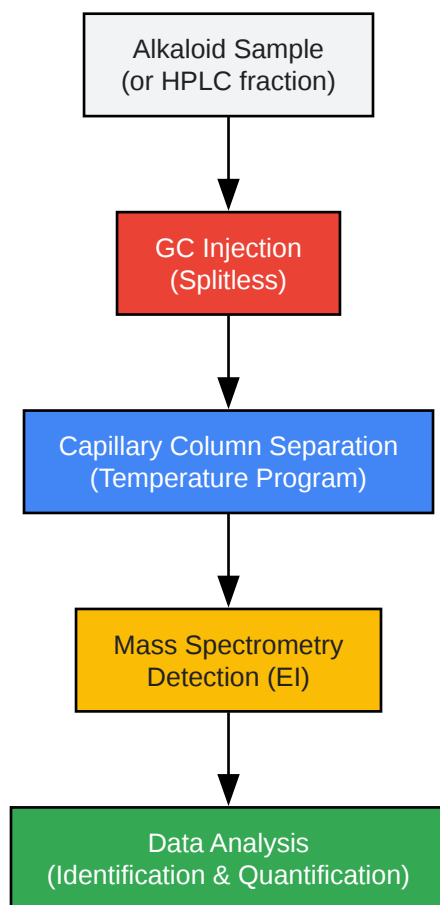 Alkaloid Sample
(or HPLC fraction)
GC Injection
(Splitless)
Capillary Column Separation
(Temperature Program)
Mass Spectrometry
Detection (EI)
Data Analysis
(Identification & Quantification)